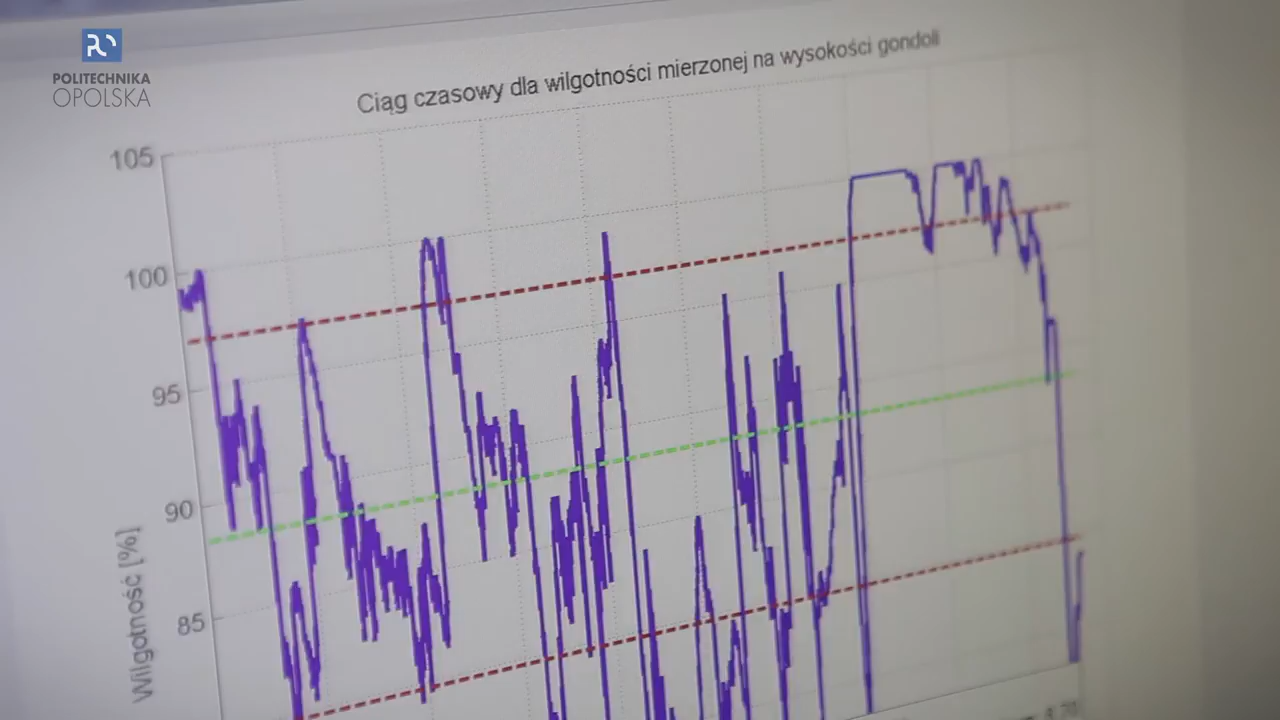 POLITECHNIKA
OPOLSKA
Ciąg czasowy dla wilgotności mierzonej na wysokości gondoli
105
100
95
90
85
Wilgotność [%]